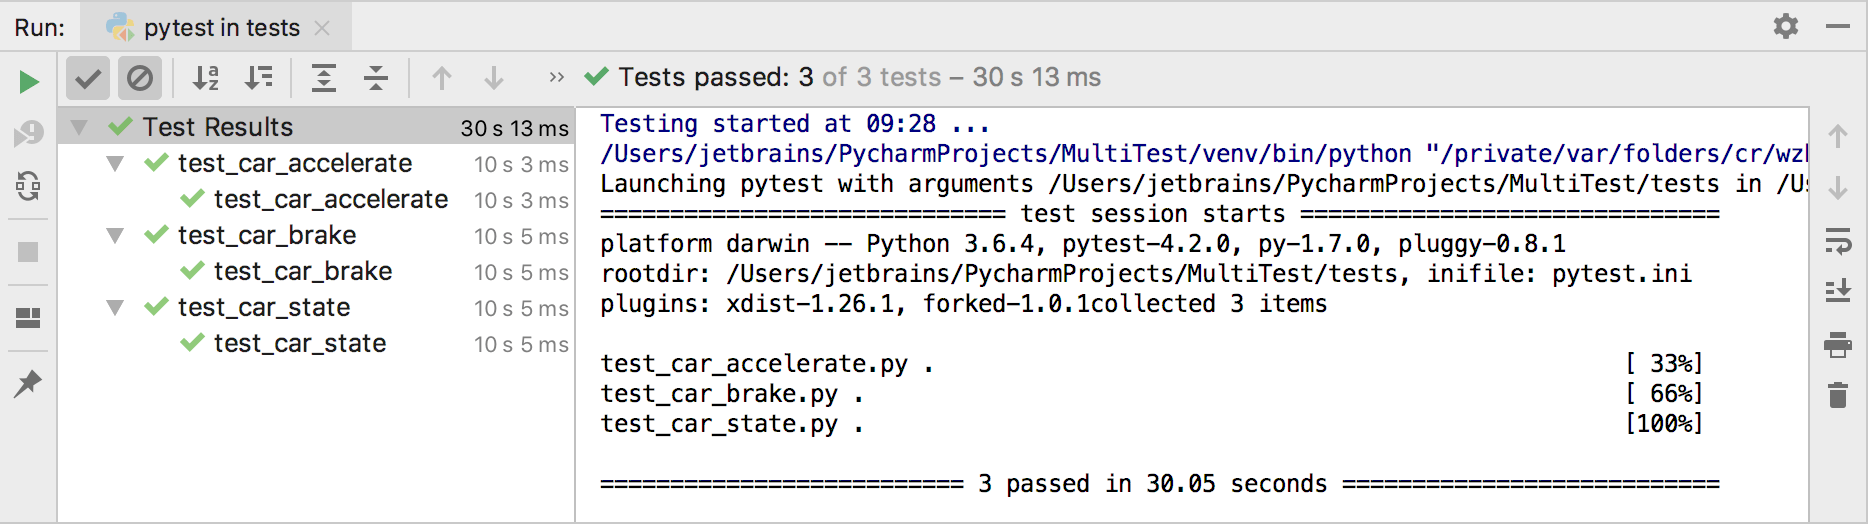 Run: pytest in tests
Tests passed: 3 of 3 tests – 30 s 13 ms
Test Results 30 s 13 ms
test_car_accelerate 10 s 3 ms
test_car_accelerate 10 s 3 ms
test_car_brake 10 s 5 ms
test_car_brake 10 s 5 ms
test_car_state 10 s 5 ms
test_car_state 10 s 5 ms
Testing started at 09:28 ...
/Users/jetbrains/PycharmProjects/MultiTest/venv/bin/python "/private/var/folders/cr/wz
Launching pytest with arguments /Users/jetbrains/PycharmProjects/MultiTest/tests in /U
============================= test session starts ==============================
platform darwin -- Python 3.6.4, pytest-4.2.0, py-1.7.0, pluggy-0.8.1
rootdir: /Users/jetbrains/PycharmProjects/MultiTest/tests, inifile: pytest.ini
plugins: xdist-1.26.1, forked-1.0.1collected 3 items
test_car_accelerate.py . [ 33%]
test_car_brake.py . [ 66%]
test_car_state.py . [100%]
========================== 3 passed in 30.05 seconds ===========================